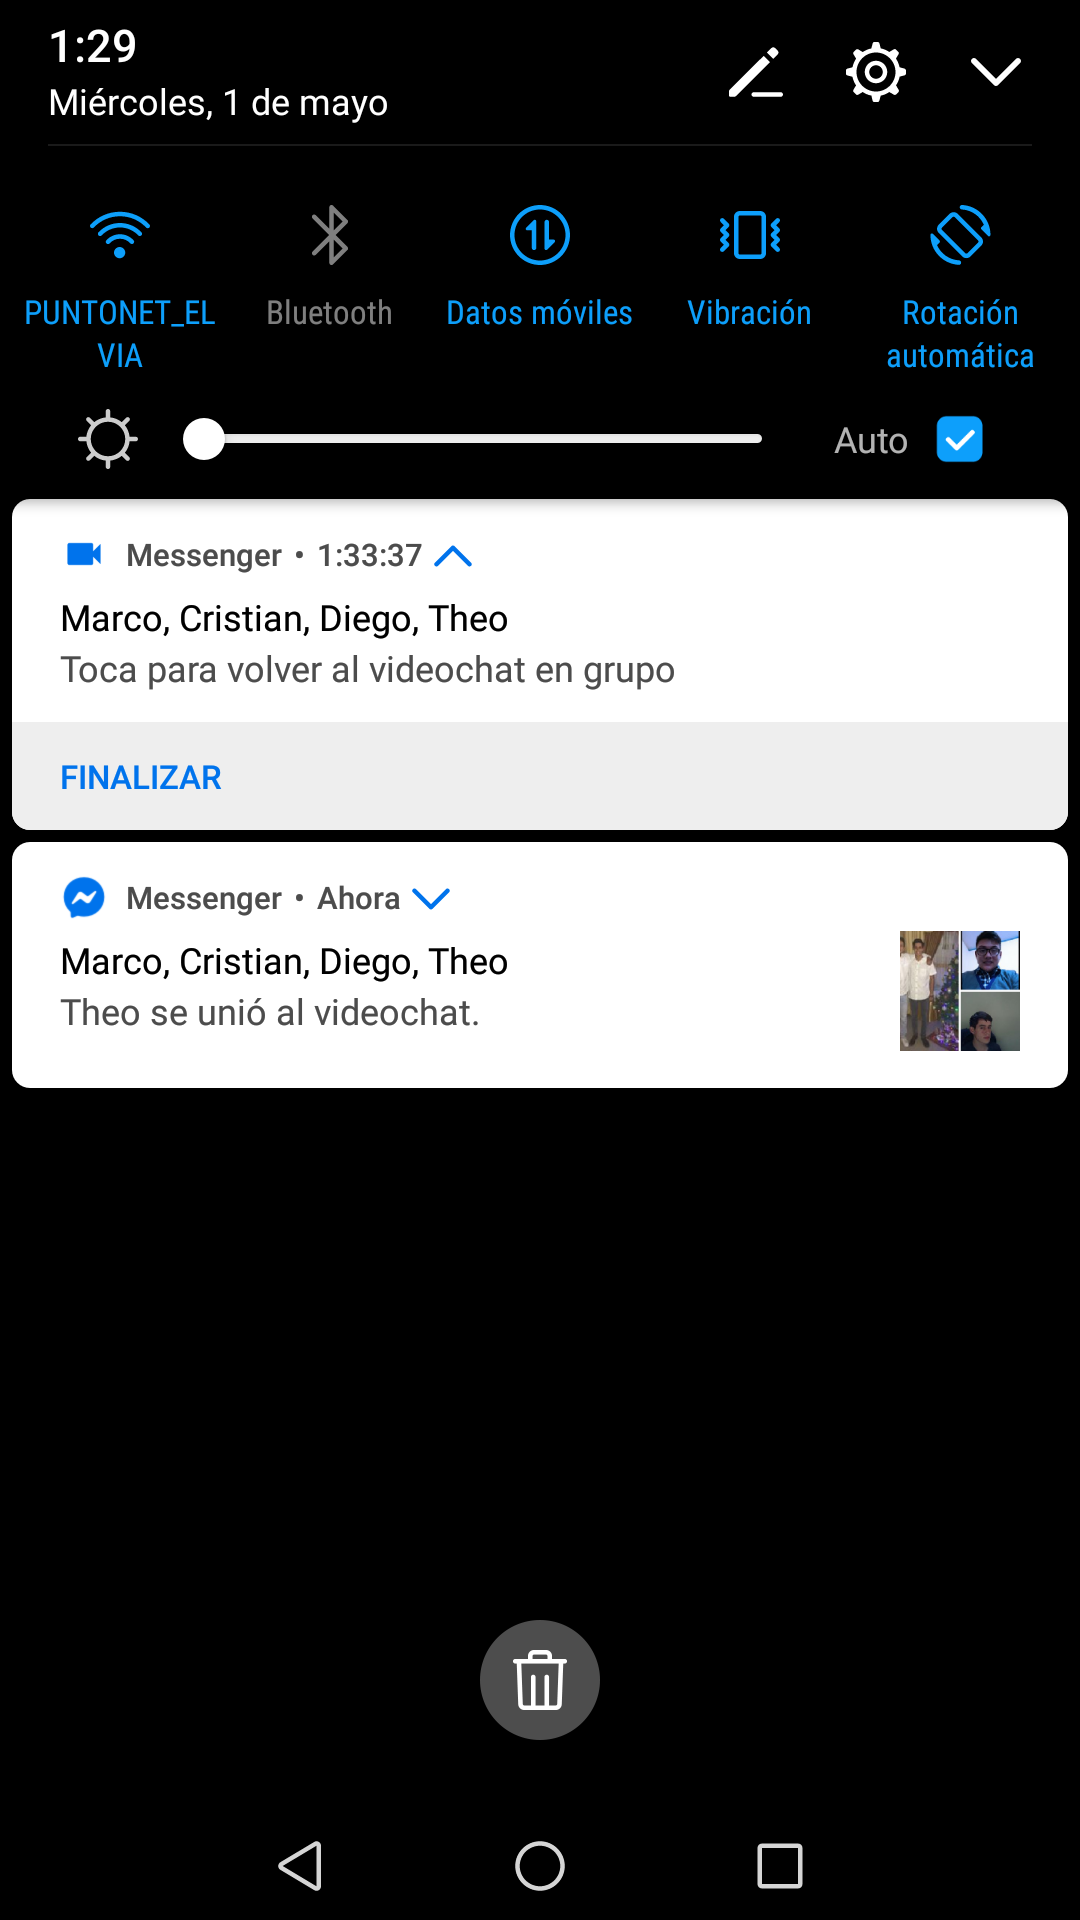 1:29
Miércoles, 1 de mayo
PUNTONET_EL
VIA
Bluetooth
Datos móviles
Vibración
Rotación
automática
Auto
Messenger • 1:33:37
Marco, Cristian, Diego, Theo
Toca para volver al videochat en grupo
FINALIZAR
Messenger • Ahora
Marco, Cristian, Diego, Theo
Theo se unió al videochat.